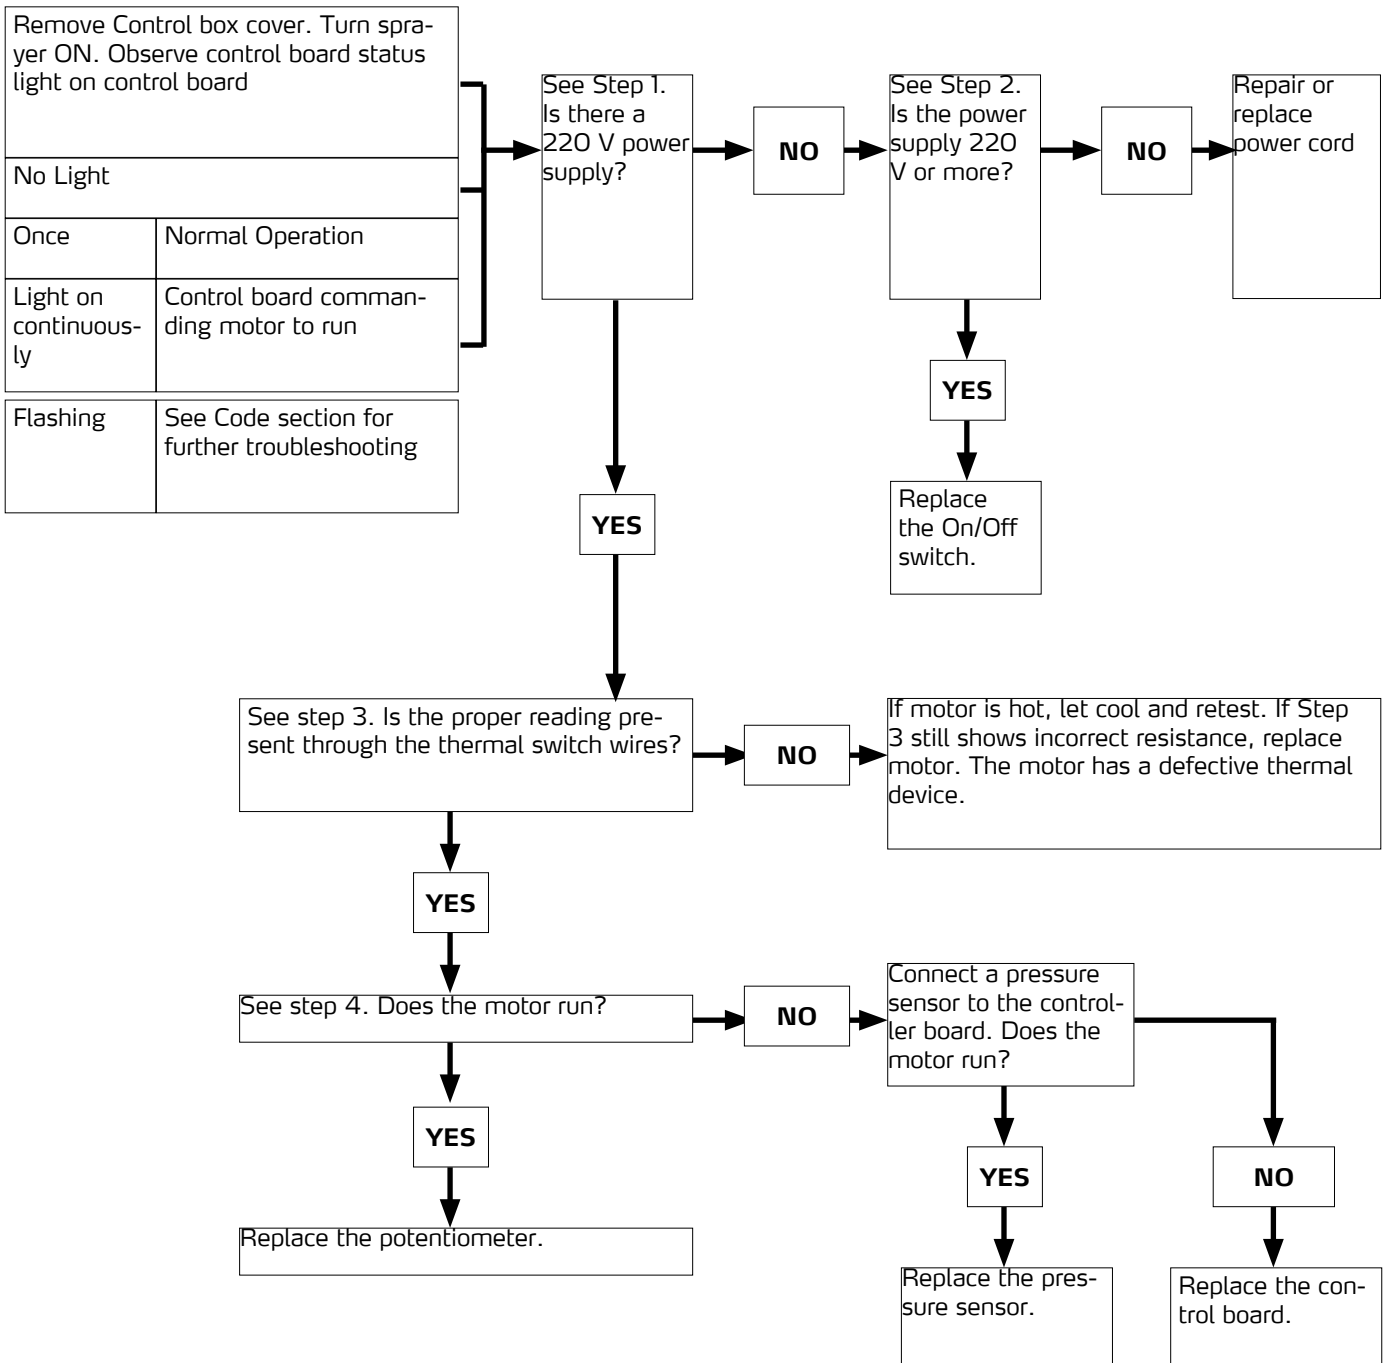 Remove Control box cover. Turn spra-
yer ON. Observe control board status
light on control board
No Light
Once
Normal Operation
Light on
continuous-
ly
Control board comman-
ding motor to run
Flashing
See Code section for
further troubleshooting
See Step 1.
Is there a
220 V power
supply?
NO
See Step 2.
Is the power
supply 220
V or more?
NO
Repair or
replace
power cord
YES
Replace
the On/Off
switch.
YES
See step 3. Is the proper reading pre-
sent through the thermal switch wires?
NO
If motor is hot, let cool and retest. If Step
3 still shows incorrect resistance, replace
motor. The motor has a defective thermal
device.
YES
See step 4. Does the motor run?
NO
Connect a pressure
sensor to the control-
ler board. Does the
motor run?
YES
Replace the potentiometer.
YES
Replace the pres-
sure sensor.
NO
Replace the con-
trol board.